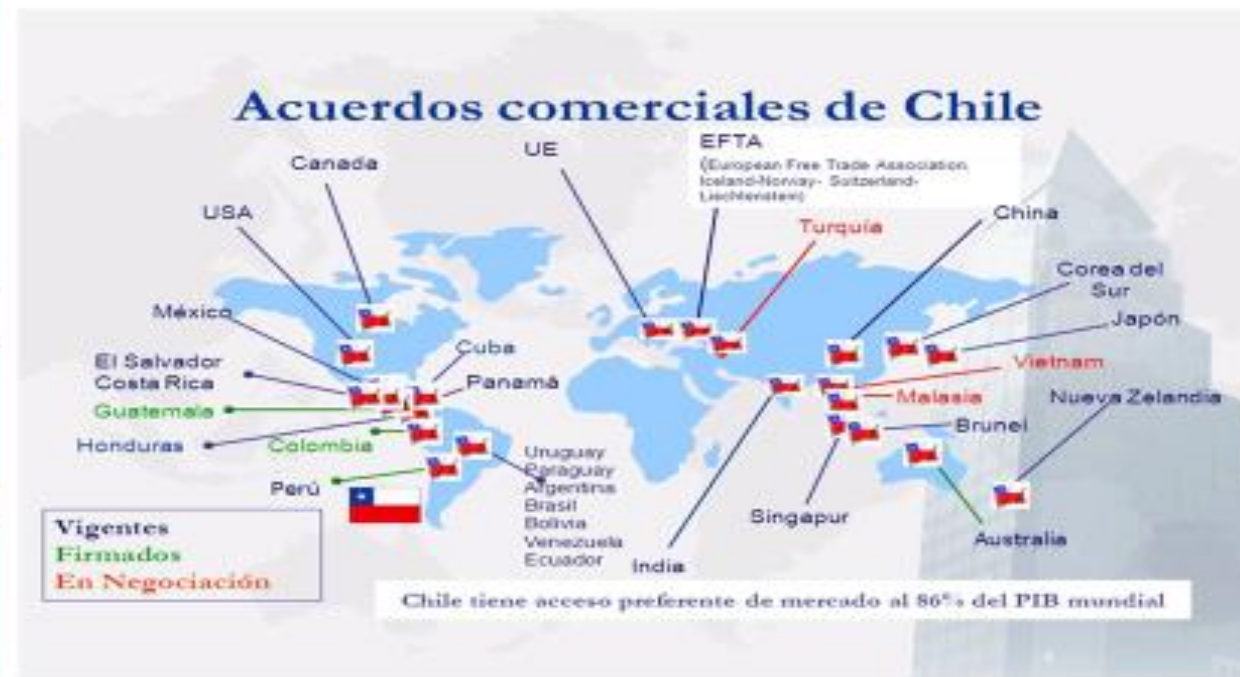 Acuerdos comerciales de Chile
Canada
UE
EFTA
(European Free Trade Association,
Iceland-Norway- Suitzerland-
Liechtenstein)
USA
Turquía
China
Corea del
Sur
México
Japón
Cuba
El Salvador
Costa Rica
Panamá
Vietnam
Guatemala
Malasia
Nueva Zelandia
Honduras
Colombia
Brunei
Perú
Uruguay
Paraguay
Argentina
Brasil
Bolivia
Venezuela
Ecuador
India
Singapur
Australia
Vigentes
Firmados
En Negociación
Chile tiene acceso preferente de mercado al 86% del PIB mundial